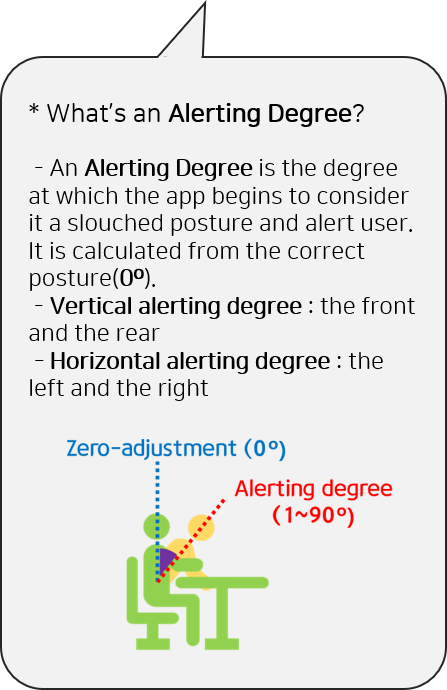 * What's an Alerting Degree?
- An Alerting Degree is the degree
at which the app begins to consider
it a slouched posture and alert user.
It is calculated from the correct
posture(0º).
- Vertical alerting degree : the front
and the rear
- Horizontal alerting degree : the
left and the right
Zero-adjustment (0º)
Alerting degree
(1~90º)